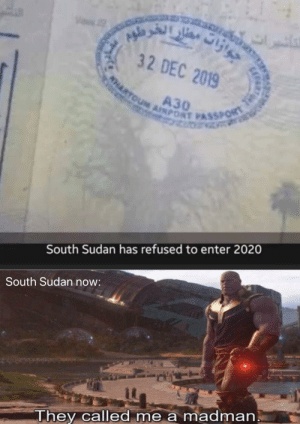 جوازات مطار الخرطوم
32 DEC 2019
A30
KHARTOUM AIRPORT PASSPORT
South Sudan has refused to enter 2020
South Sudan now:
They called me a madman.